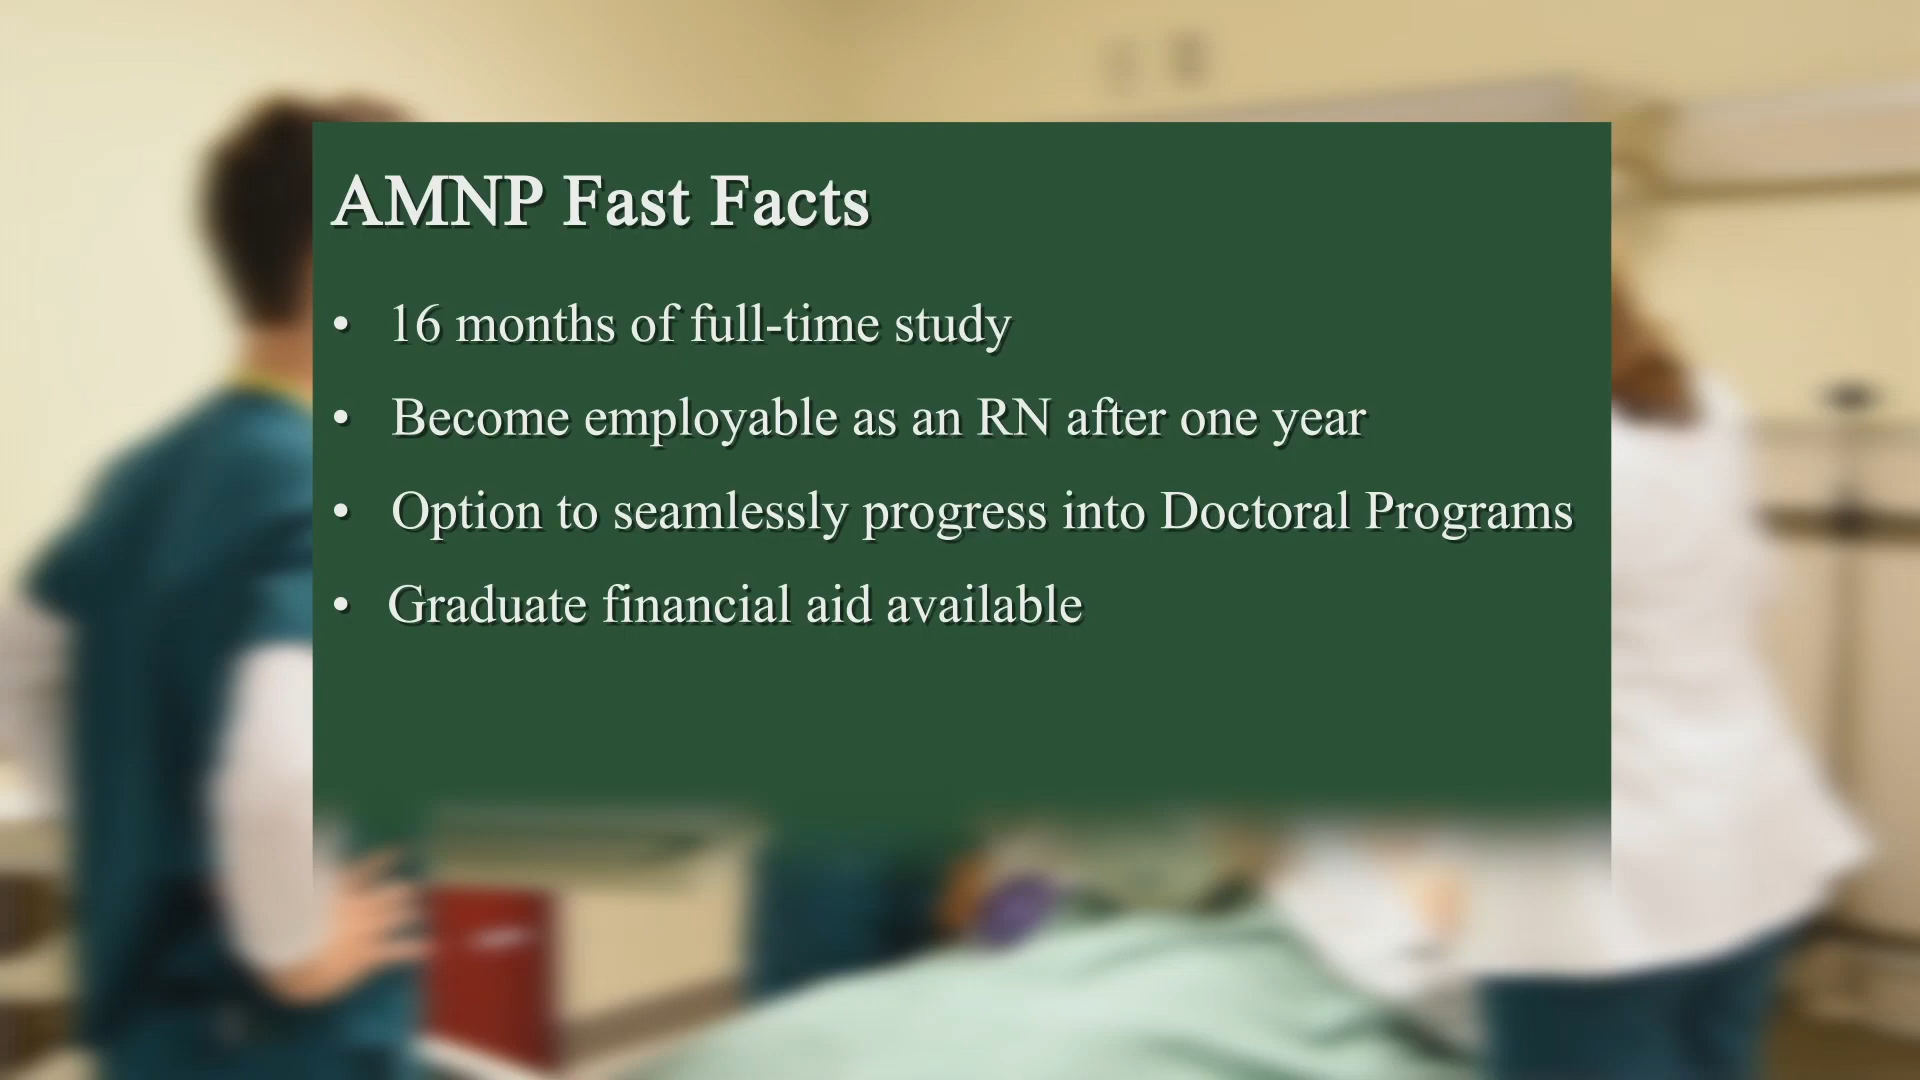 AMNP Fast Facts
• 16 months of full-time study
• Become employable as an RN after one year
• Option to seamlessly progress into Doctoral Programs
• Graduate financial aid available